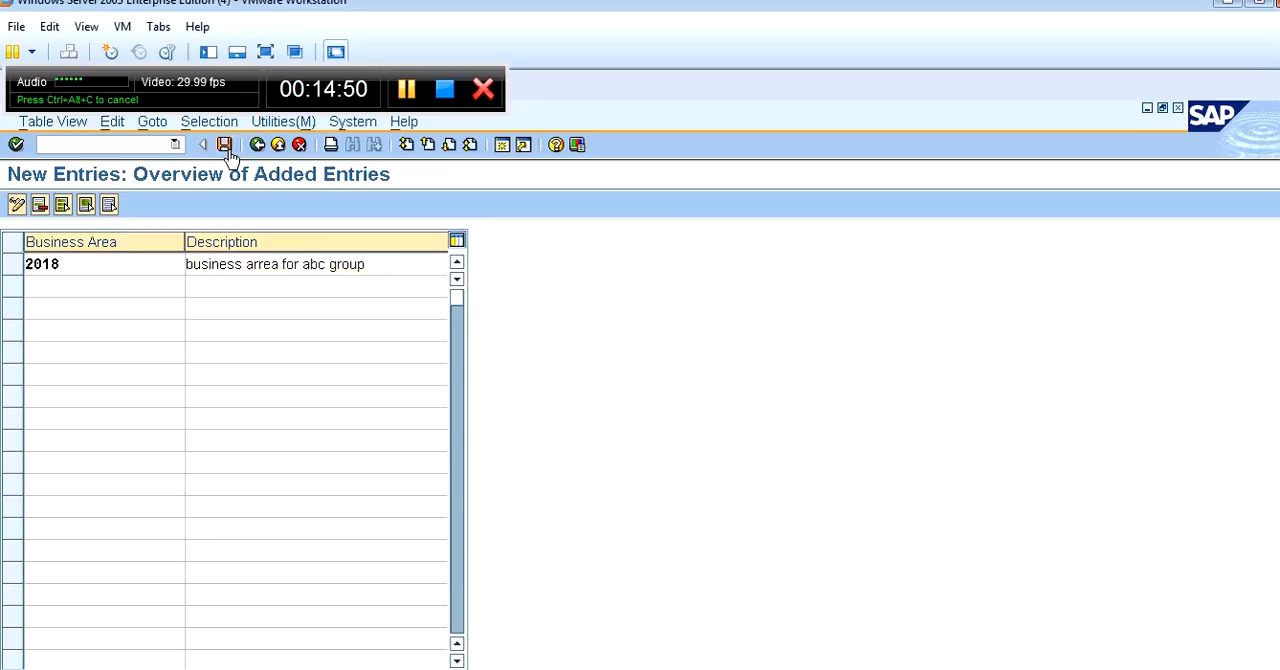 Windows Server 2003 Enterprise Edition (4) - VMware Workstation
File Edit View VM Tabs Help
Audio Video: 29.99 fps 00:14:50
Press Ctrl+Alt+C to cancel
Table View Edit Goto Selection Utilities(M) System Help
SAP
New Entries: Overview of Added Entries
Business Area Description
2018 business arrea for abc group